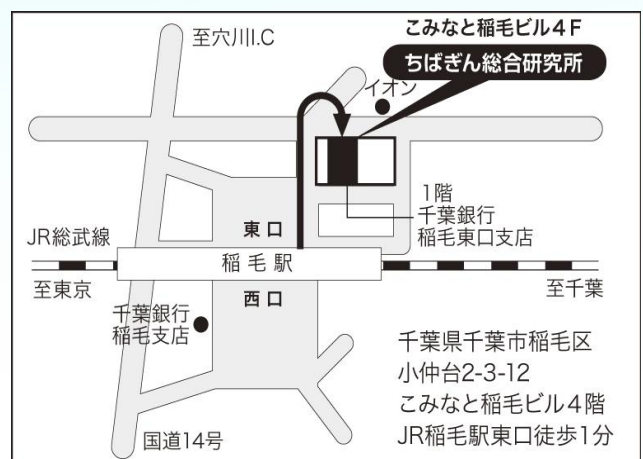 至穴川I.C
こみなと稲毛ビル４F
ちばぎん総合研究所
イオン
1階
千葉銀行
稲毛東口支店
東口
JR総武線
稲毛駅
至東京
至千葉
西口
千葉銀行
稲毛支店
国道14号
千葉県千葉市稲毛区
小仲台2-3-12
こみなと稲毛ビル４階
JR稲毛駅東口徒歩1分